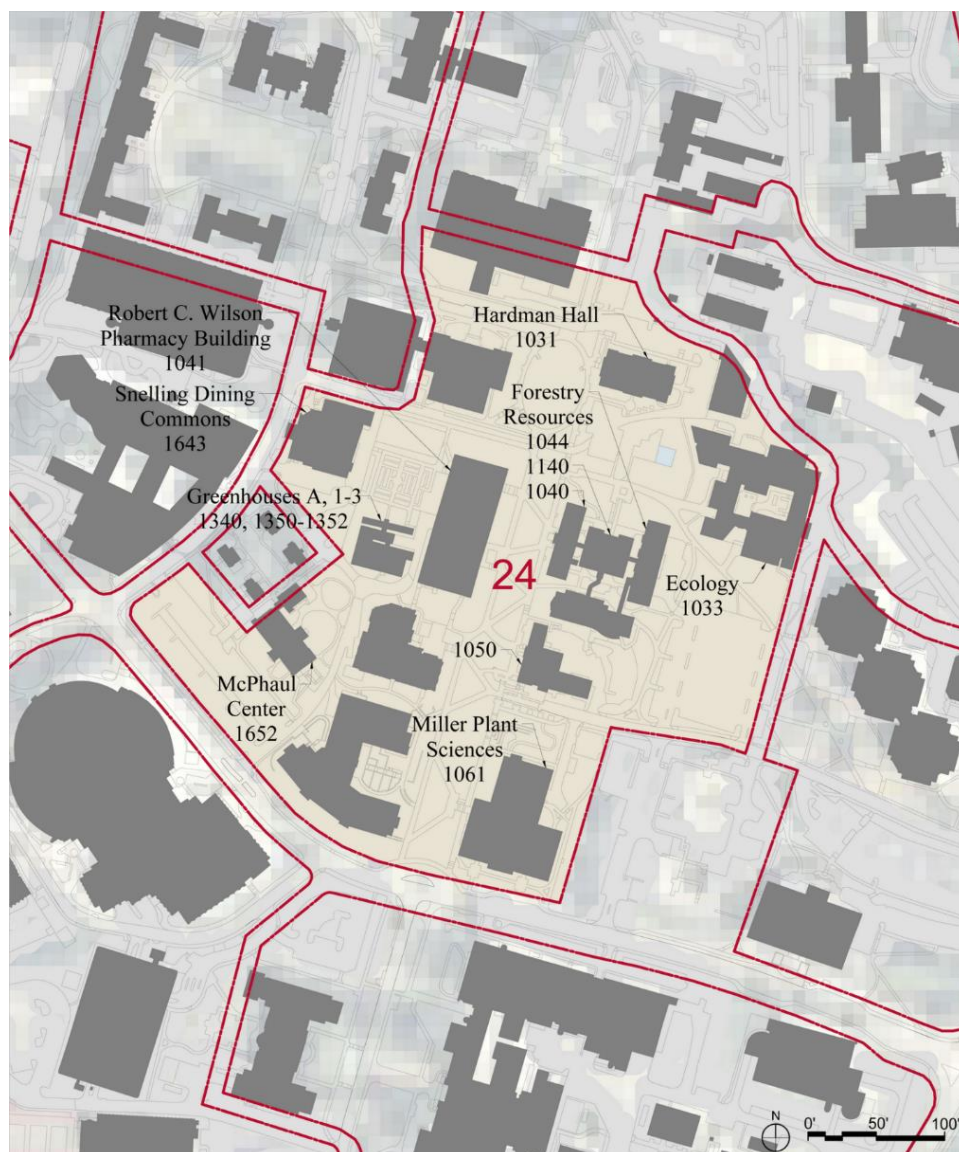 Hardman Hall
1031
Robert C. Wilson
Pharmacy Building
1041
Snelling Dining
Commons
1643
Forestry
Resources
1044
1140
1040
Greenhouses A, 1-3
1340, 1350-1352
24
Ecology
1033
1050
McPhaul
Center
1652
Miller Plant
Sciences
1061
N
0' 50' 100'